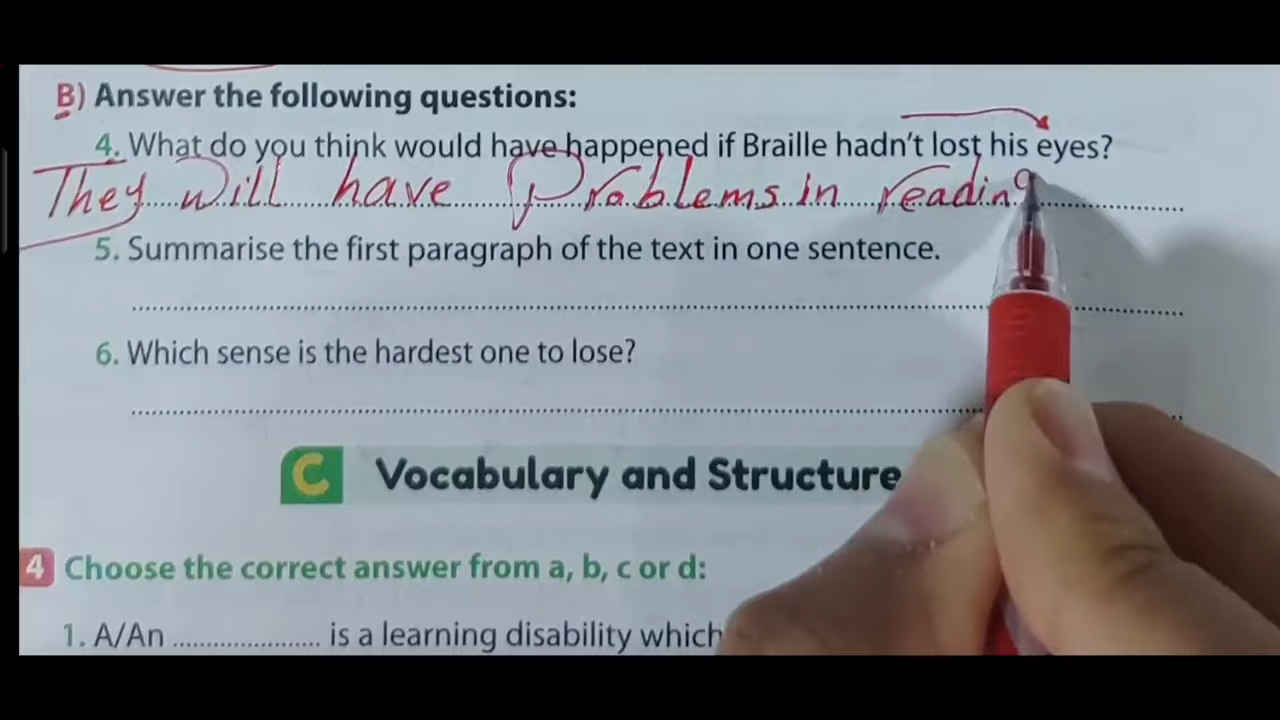 B) Answer the following questions:
4. What do you think would have happened if Braille hadn't lost his eyes?
They will have Problems in reading
5. Summarise the first paragraph of the text in one sentence.
6. Which sense is the hardest one to lose?
C Vocabulary and Structure
4 Choose the correct answer from a, b, c or d:
1. A/An ..................... is a learning disability which